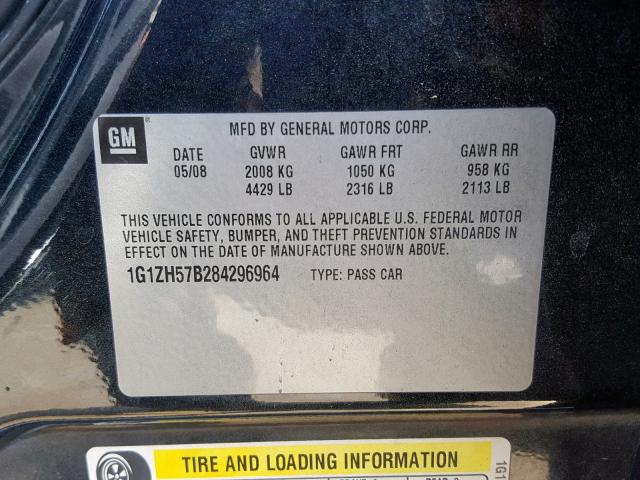 GM
MFD BY GENERAL MOTORS CORP.
DATE GVWR GAWR FRT GAWR RR
05/08 2008 KG 1050 KG 958 KG
4429 LB 2316 LB 2113 LB
THIS VEHICLE CONFORMS TO ALL APPLICABLE U.S. FEDERAL MOTOR
VEHICLE SAFETY, BUMPER, AND THEFT PREVENTION STANDARDS IN
EFFECT ON THE DATE OF MANUFACTURE SHOWN ABOVE.
1G1ZH57B284296964 TYPE: PASS CAR
TIRE AND LOADING INFORMATION
1G1